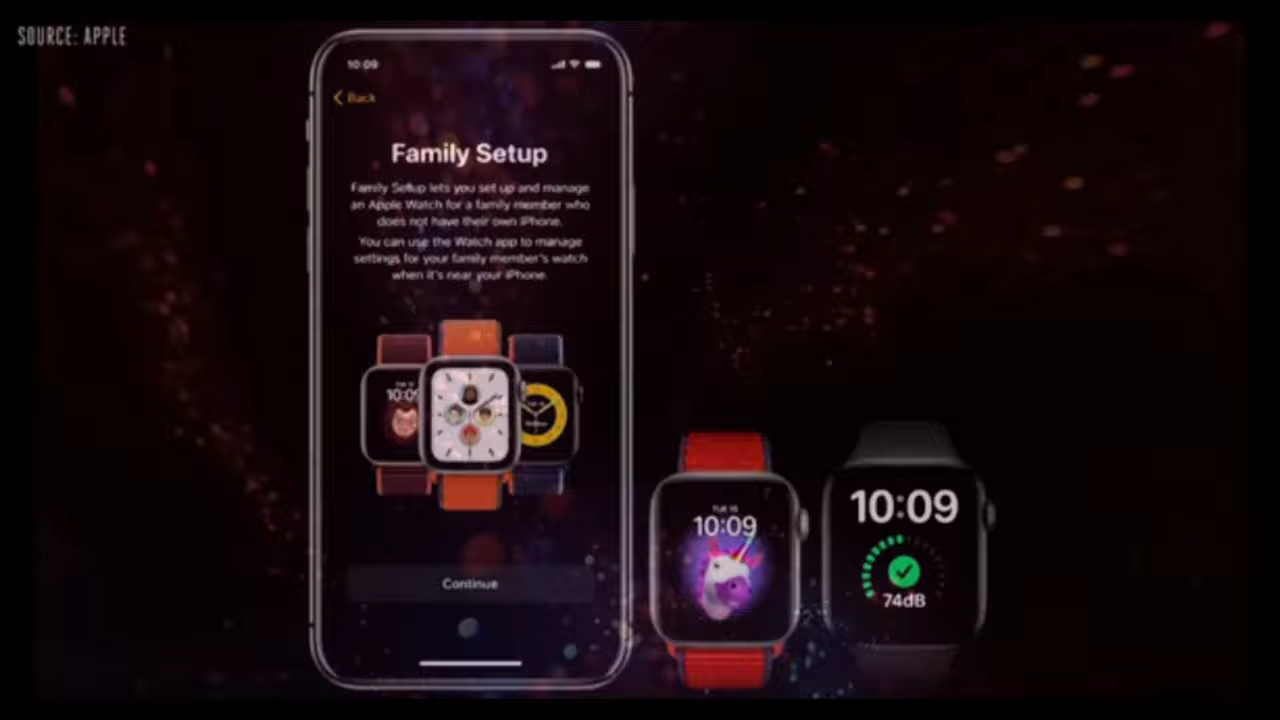 SOURCE: APPLE
10:09
Back
Family Setup
Family Setup lets you set up and manage
an Apple Watch for a family member who
does not have their own iPhone.
You can use the Watch app to manage
settings for your family member's watch
when it's near your iPhone.
10:09
Continue
TUE 15
10:09
10:09
74dB